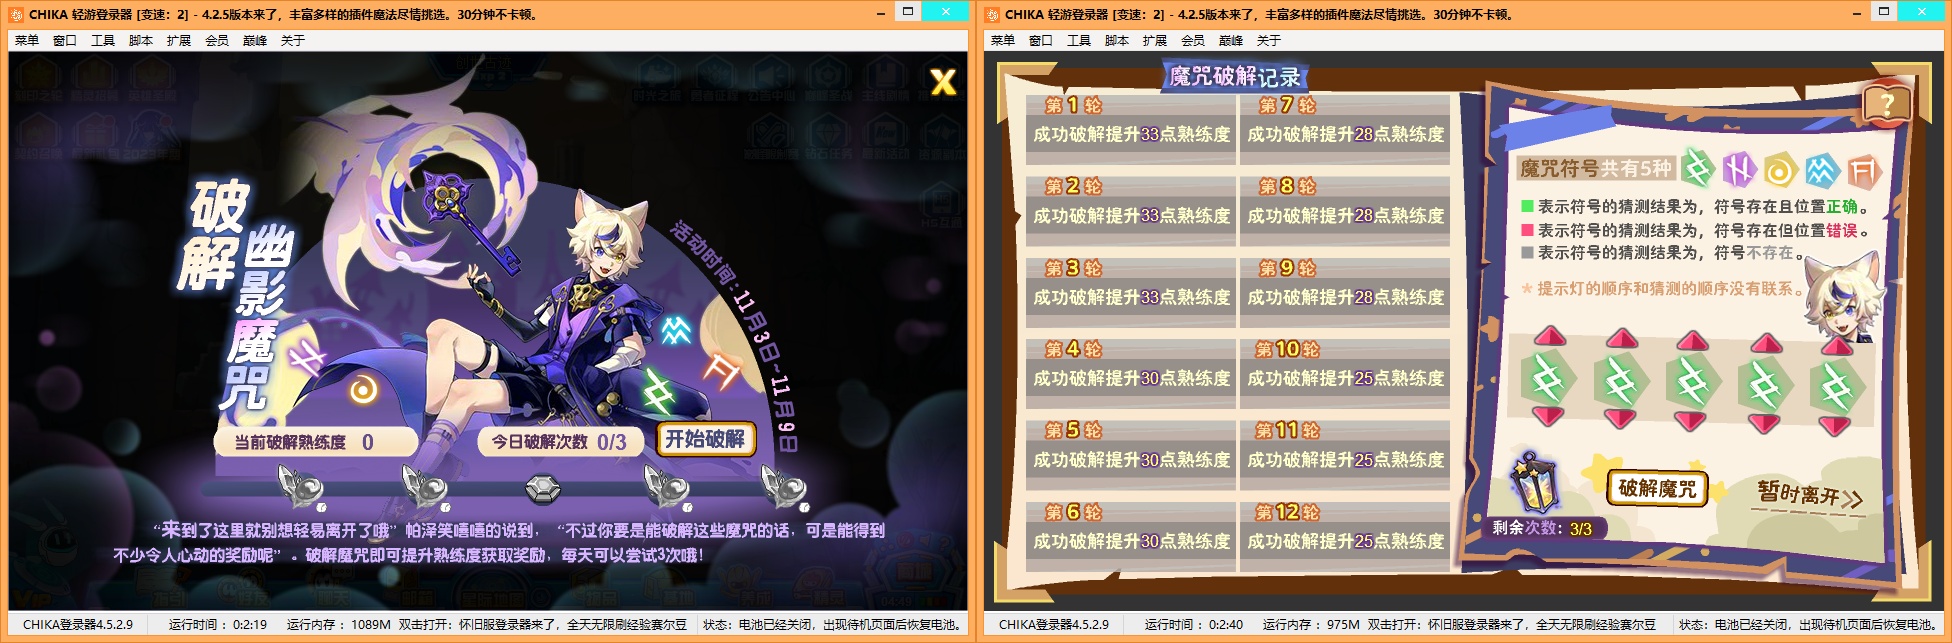 CHIKA 轻游登录器 [变速：2] - 4.2.5版本来了，丰富多样的插件魔法尽情挑选。30分钟不卡顿。
菜单 窗口 工具 脚本 扩展 会员 巅峰 关于
X
破解
幽影魔咒
活动时间：11月3日~11月9日
当前破解熟练度 0
今日破解次数 0/3
开始破解
“来到了这里就别想轻易离开了哦”帕泽笑嘻嘻的说到，“不过你要是能破解这些魔咒的话，可是能得到
不少令人心动的奖励呢”。破解魔咒即可提升熟练度获取奖励，每天可以尝试3次哦！
CHIKA登录器4.5.2.9 运行时间：0:2:19 运行内存：1089M 双击打开：怀旧服登录器来了，全天无限刷经验赛尔豆 状态：电池已经关闭，出现待机页面后恢复电池。
CHIKA 轻游登录器 [变速：2] - 4.2.5版本来了，丰富多样的插件魔法尽情挑选。30分钟不卡顿。
菜单 窗口 工具 脚本 扩展 会员 巅峰 关于
魔咒破解记录
第1轮
成功破解提升33点熟练度
第2轮
成功破解提升33点熟练度
第3轮
成功破解提升33点熟练度
第4轮
成功破解提升30点熟练度
第5轮
成功破解提升30点熟练度
第6轮
成功破解提升30点熟练度
第7轮
成功破解提升28点熟练度
第8轮
成功破解提升28点熟练度
第9轮
成功破解提升28点熟练度
第10轮
成功破解提升25点熟练度
第11轮
成功破解提升25点熟练度
第12轮
成功破解提升25点熟练度
?
魔咒符号共有5种
表示符号的猜测结果为，符号存在且位置正确。
表示符号的猜测结果为，符号存在但位置错误。
表示符号的猜测结果为，符号不存在。
*提示灯的顺序和猜测的顺序没有联系。
破解魔咒
暂时离开>>
剩余次数：3/3
CHIKA登录器4.5.2.9 运行时间：0:2:40 运行内存：975M 双击打开：怀旧服登录器来了，全天无限刷经验赛尔豆 状态：电池已经关闭，出现待机页面后恢复电池。